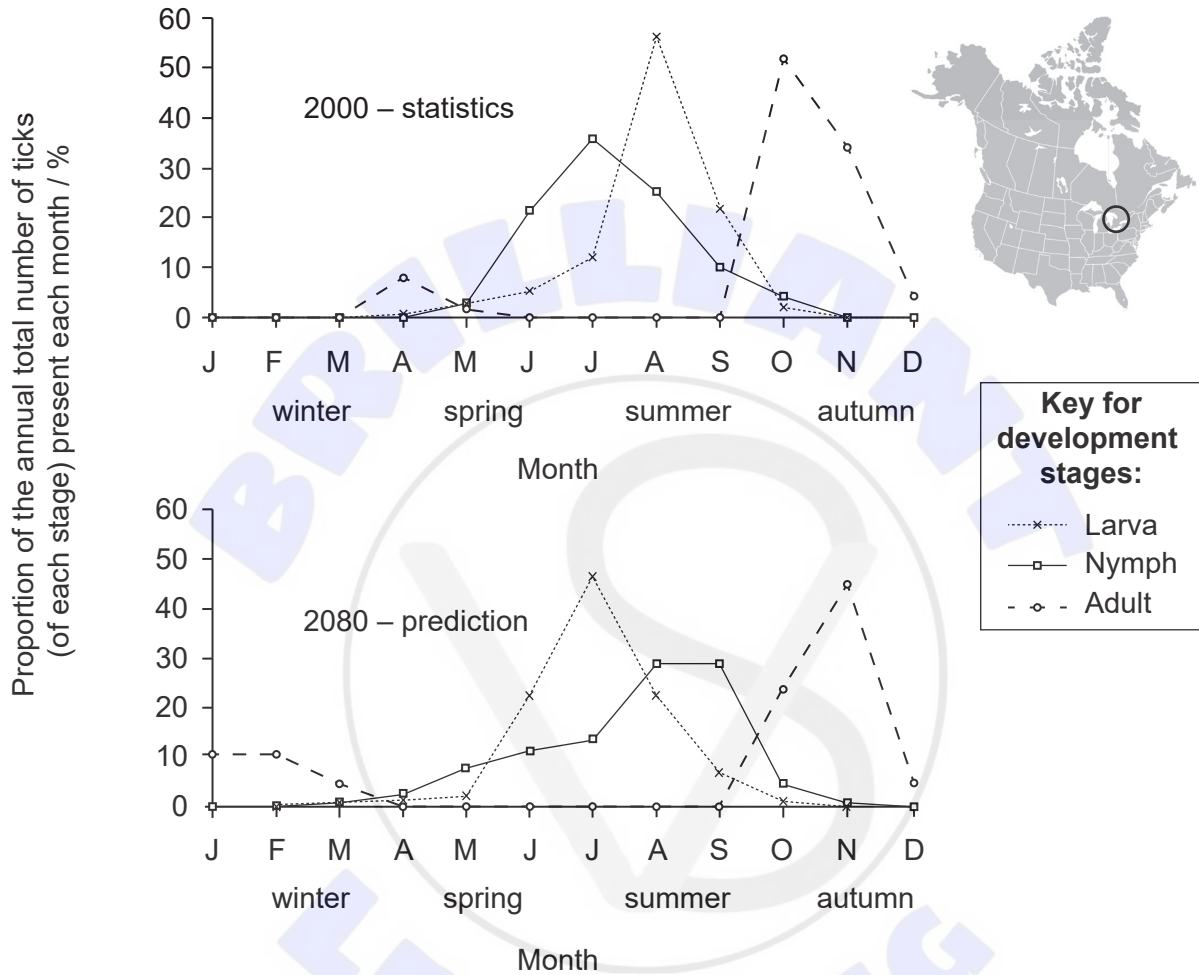 Proportion of the annual total number of ticks
(of each stage) present each month / %
60
50
40
30
20
10
0
2000 – statistics
J F M A M J J A S O N D
winter spring summer autumn
Month
Key for
development
stages:
Larva
Nymph
Adult
60
50
40
30
20
10
0
2080 – prediction
J F M A M J J A S O N D
winter spring summer autumn
Month
BRILLIANT